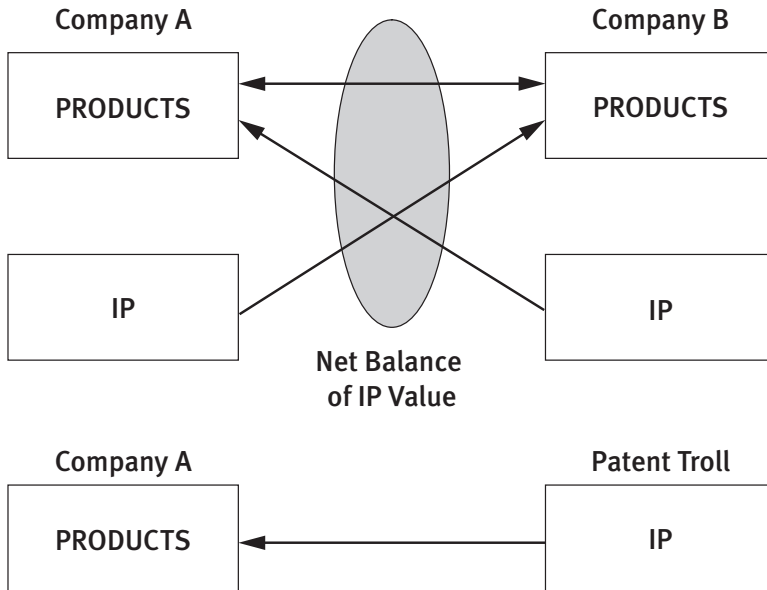 Company A
Company B
PRODUCTS
PRODUCTS
IP
IP
Net Balance
of IP Value
Company A
Patent Troll
PRODUCTS
IP